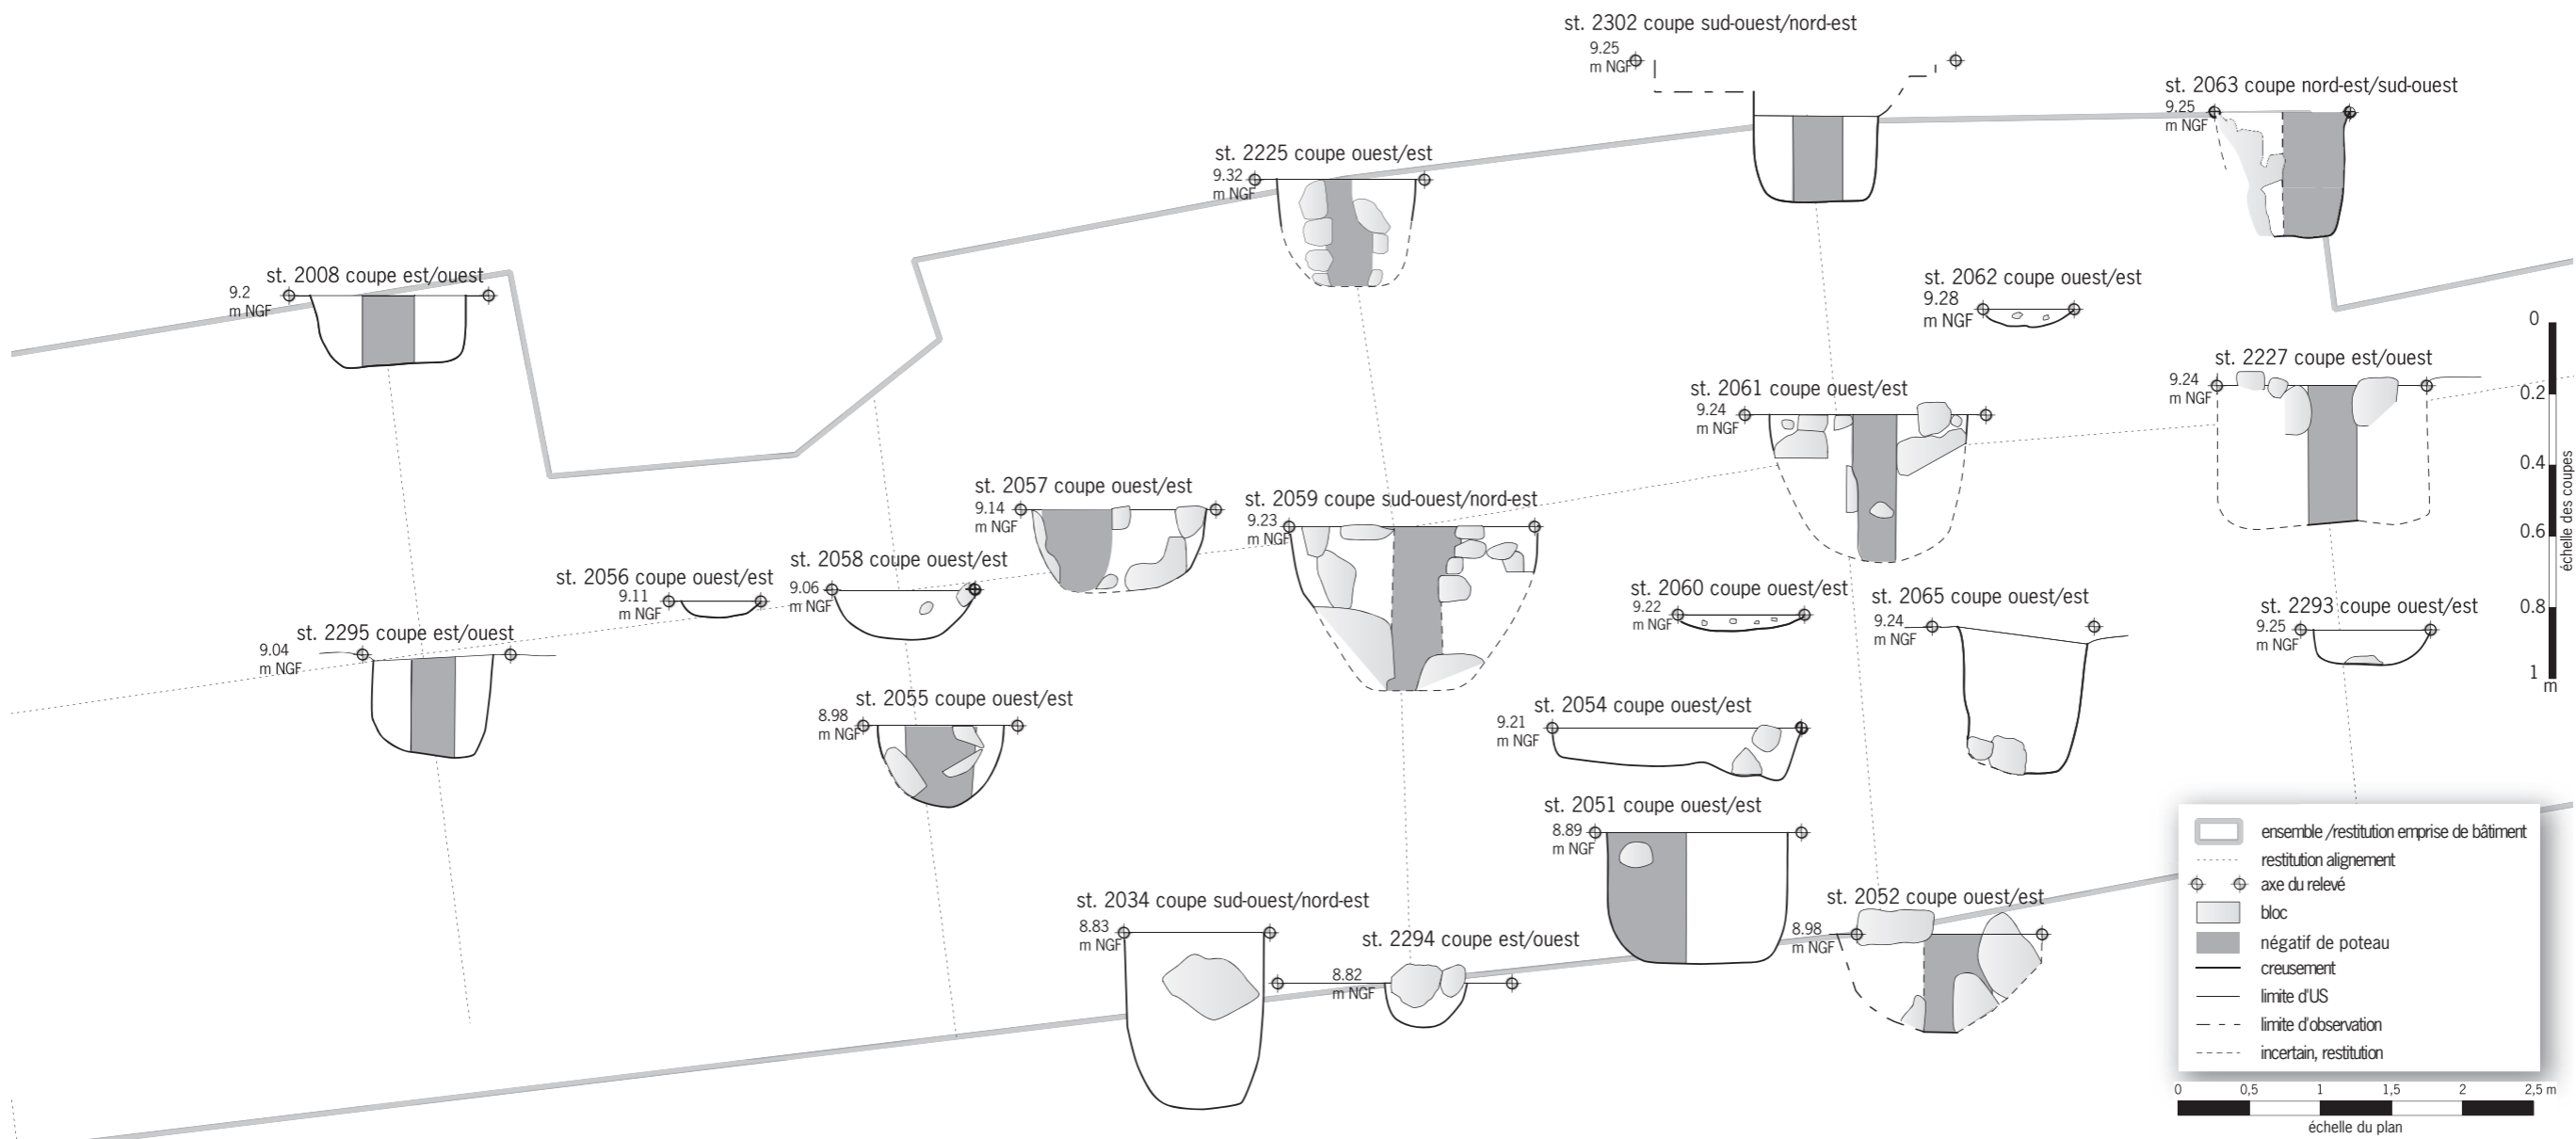 st. 2302 coupe sud-ouest/nord-est
9.25
m NGF
st. 2063 coupe nord-est/sud-ouest
9.25
m NGF
st. 2225 coupe ouest/est
9.32
m NGF
st. 2008 coupe est/ouest
9.2
m NGF
st. 2062 coupe ouest/est
9.28
m NGF
st. 2227 coupe est/ouest
9.24
m NGF
st. 2061 coupe ouest/est
9.24
m NGF
st. 2057 coupe ouest/est
9.14
m NGF
st. 2059 coupe sud-ouest/nord-est
9.23
m NGF
st. 2058 coupe ouest/est
9.06
m NGF
st. 2056 coupe ouest/est
9.11
m NGF
st. 2295 coupe est/ouest
9.04
m NGF
st. 2060 coupe ouest/est
9.22
m NGF
st. 2065 coupe ouest/est
9.24
m NGF
st. 2293 coupe ouest/est
9.25
m NGF
st. 2055 coupe ouest/est
8.98
m NGF
st. 2054 coupe ouest/est
9.21
m NGF
st. 2051 coupe ouest/est
8.89
m NGF
st. 2034 coupe sud-ouest/nord-est
8.83
m NGF
st. 2294 coupe est/ouest
8.82
m NGF
st. 2052 coupe ouest/est
8.98
m NGF
0
0.2
0.4
0.6
0.8
1
m
échelle des coupes
ensemble /restitution emprise de bâtiment
restitution alignement
axe du relevé
bloc
négatif de poteau
creusement
limite d'US
limite d'observation
incertain, restitution
0 0,5 1 1,5 2 2,5 m
échelle du plan